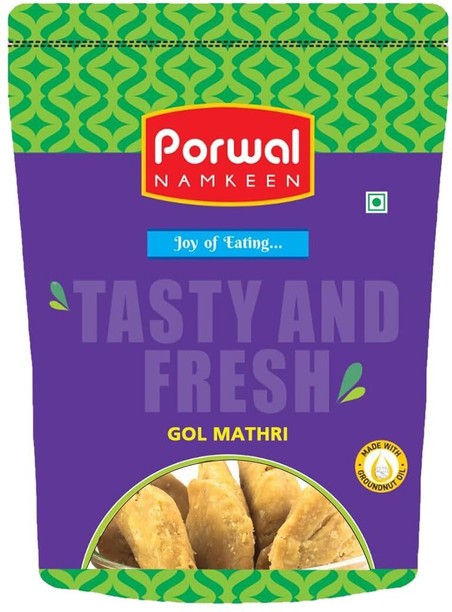 Porwal
NAMKEEN
Joy of Eating...
TASTY AND
FRESH
GOL MATHRI
MADE WITH
GROUNDNUT OIL